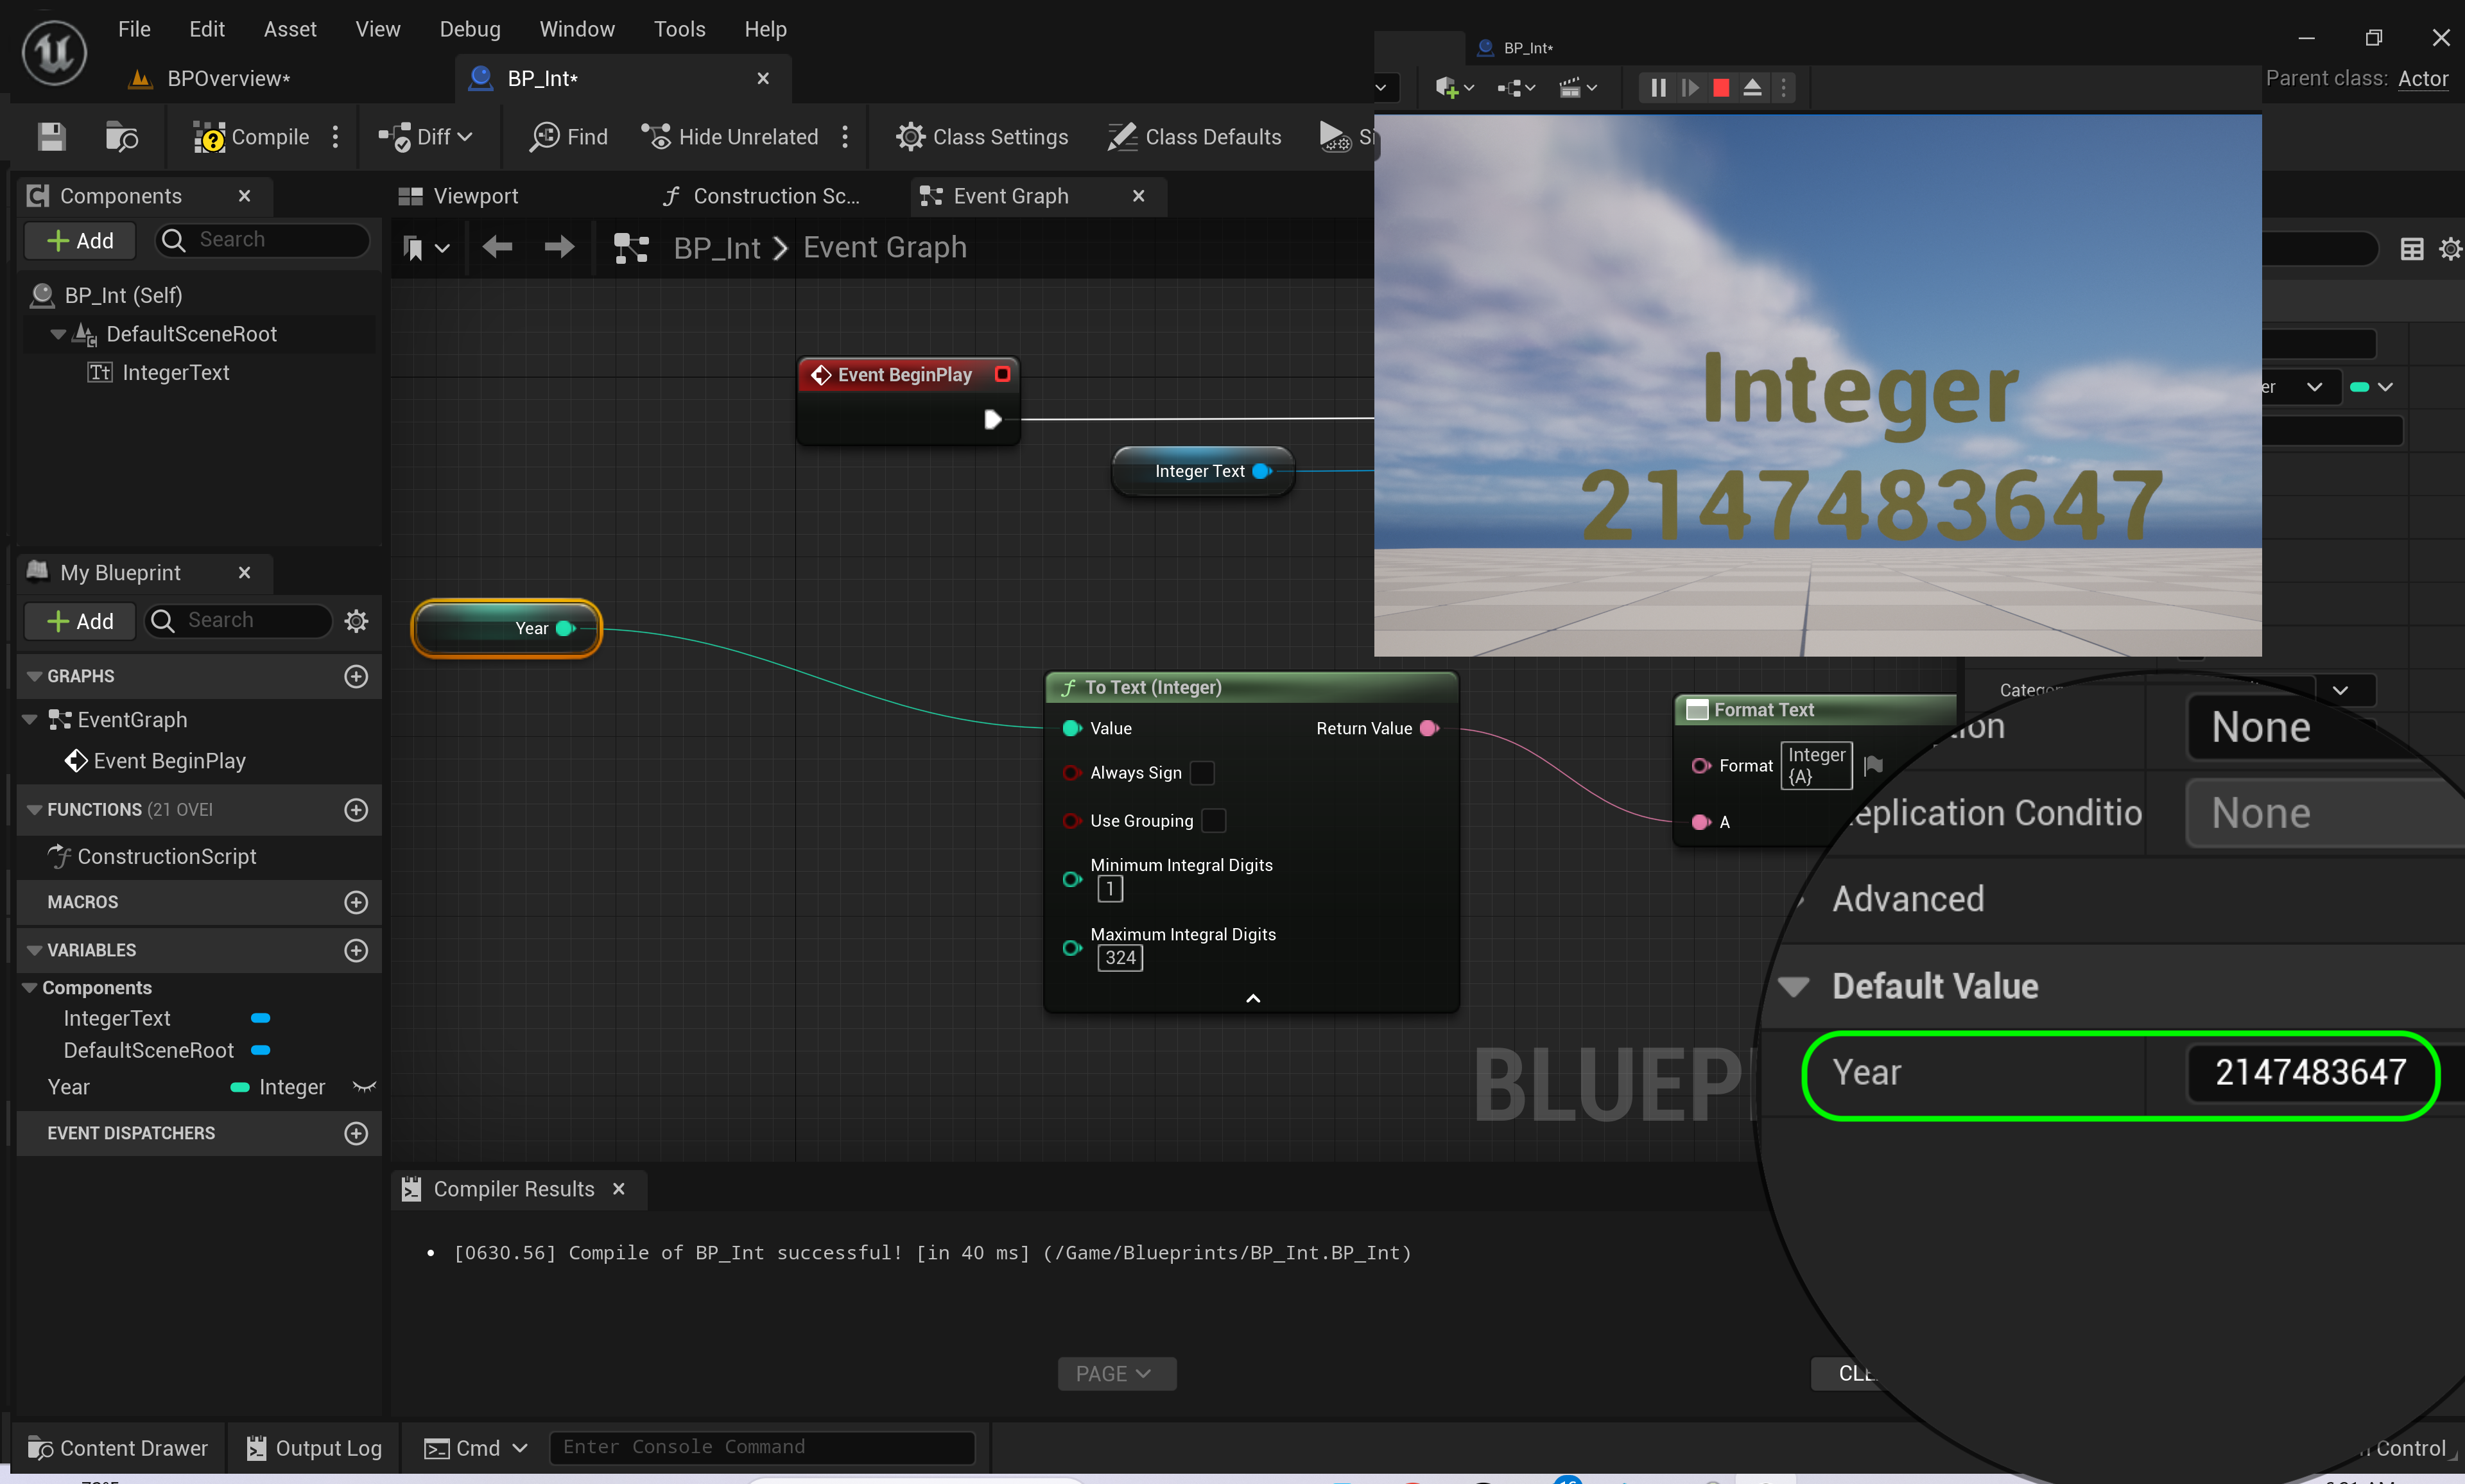 File Edit Asset View Debug Window Tools Help
BPOverview*
BP_Int*
BP_Int*
Parent class: Actor
Compile
Diff
Find
Hide Unrelated
Class Settings
Class Defaults
Components
Viewport
Construction Sc...
Event Graph
Add
Search
BP_Int > Event Graph
BP_Int (Self)
DefaultSceneRoot
IntegerText
Event BeginPlay
Integer Text
Integer
2147483647
My Blueprint
Add
Search
Year
GRAPHS
EventGraph
Event BeginPlay
FUNCTIONS (21 OVEI
ConstructionScript
MACROS
VARIABLES
Components
IntegerText
DefaultSceneRoot
Year Integer
EVENT DISPATCHERS
To Text (Integer)
Value
Return Value
Always Sign
Use Grouping
Minimum Integral Digits
1
Maximum Integral Digits
324
Format Text
Format Integer
{A}
A
None
Replication Conditio
None
Advanced
Default Value
Year 2147483647
BLUEP
Compiler Results
• [0630.56] Compile of BP_Int successful! [in 40 ms] (/Game/Blueprints/BP_Int.BP_Int)
PAGE
Content Drawer
Output Log
Cmd
Enter Console Command
Control